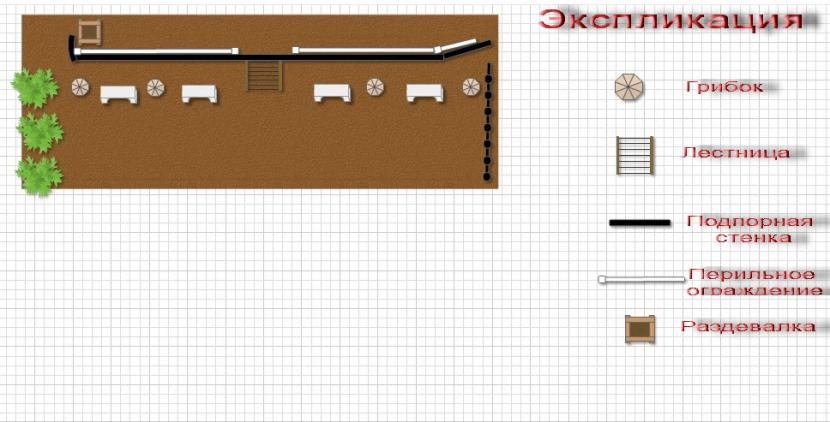 Экспликация
Грибок
Лестница
Подпорная
стенка
Перильное
ограждение
Раздевалка